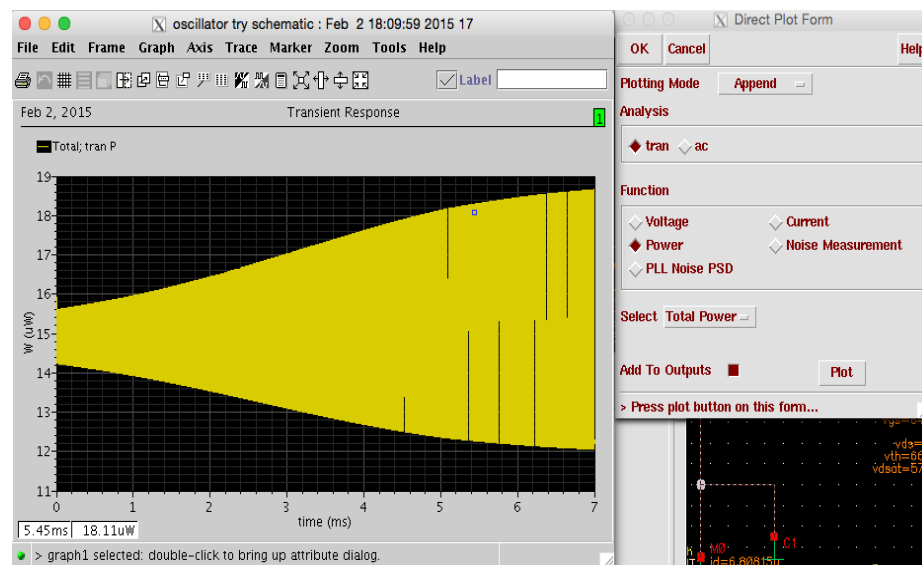 oscillator try schematic : Feb 2 18:09:59 2015 17
File Edit Frame Graph Axis Trace Marker Zoom Tools Help
Label
Feb 2, 2015
Transient Response
1
Total; tran P
19
18
17
16
15
14
13
12
11
W (uW)
0 1 2 3 4 5 6 7
time (ms)
5.45ms 18.11uW
> graph1 selected: double-click to bring up attribute dialog.
Direct Plot Form
OK Cancel Help
Plotting Mode Append
Analysis
tran ac
Function
Voltage Current
Power Noise Measurement
PLL Noise PSD
Select Total Power
Add To Outputs Plot
> Press plot button on this form...
vds=
vth=66
vdsat=57
M0
C1